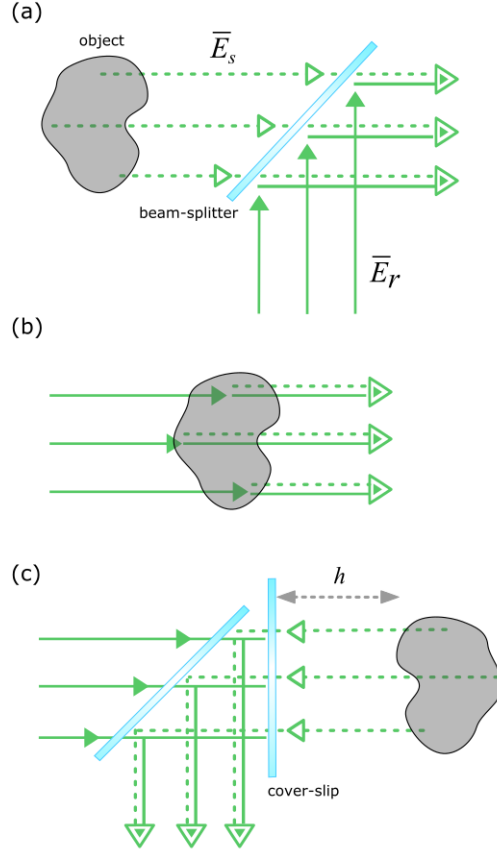 (a)
object
E̅s
beam-splitter
E̅r
(b)
(c)
h
cover-slip